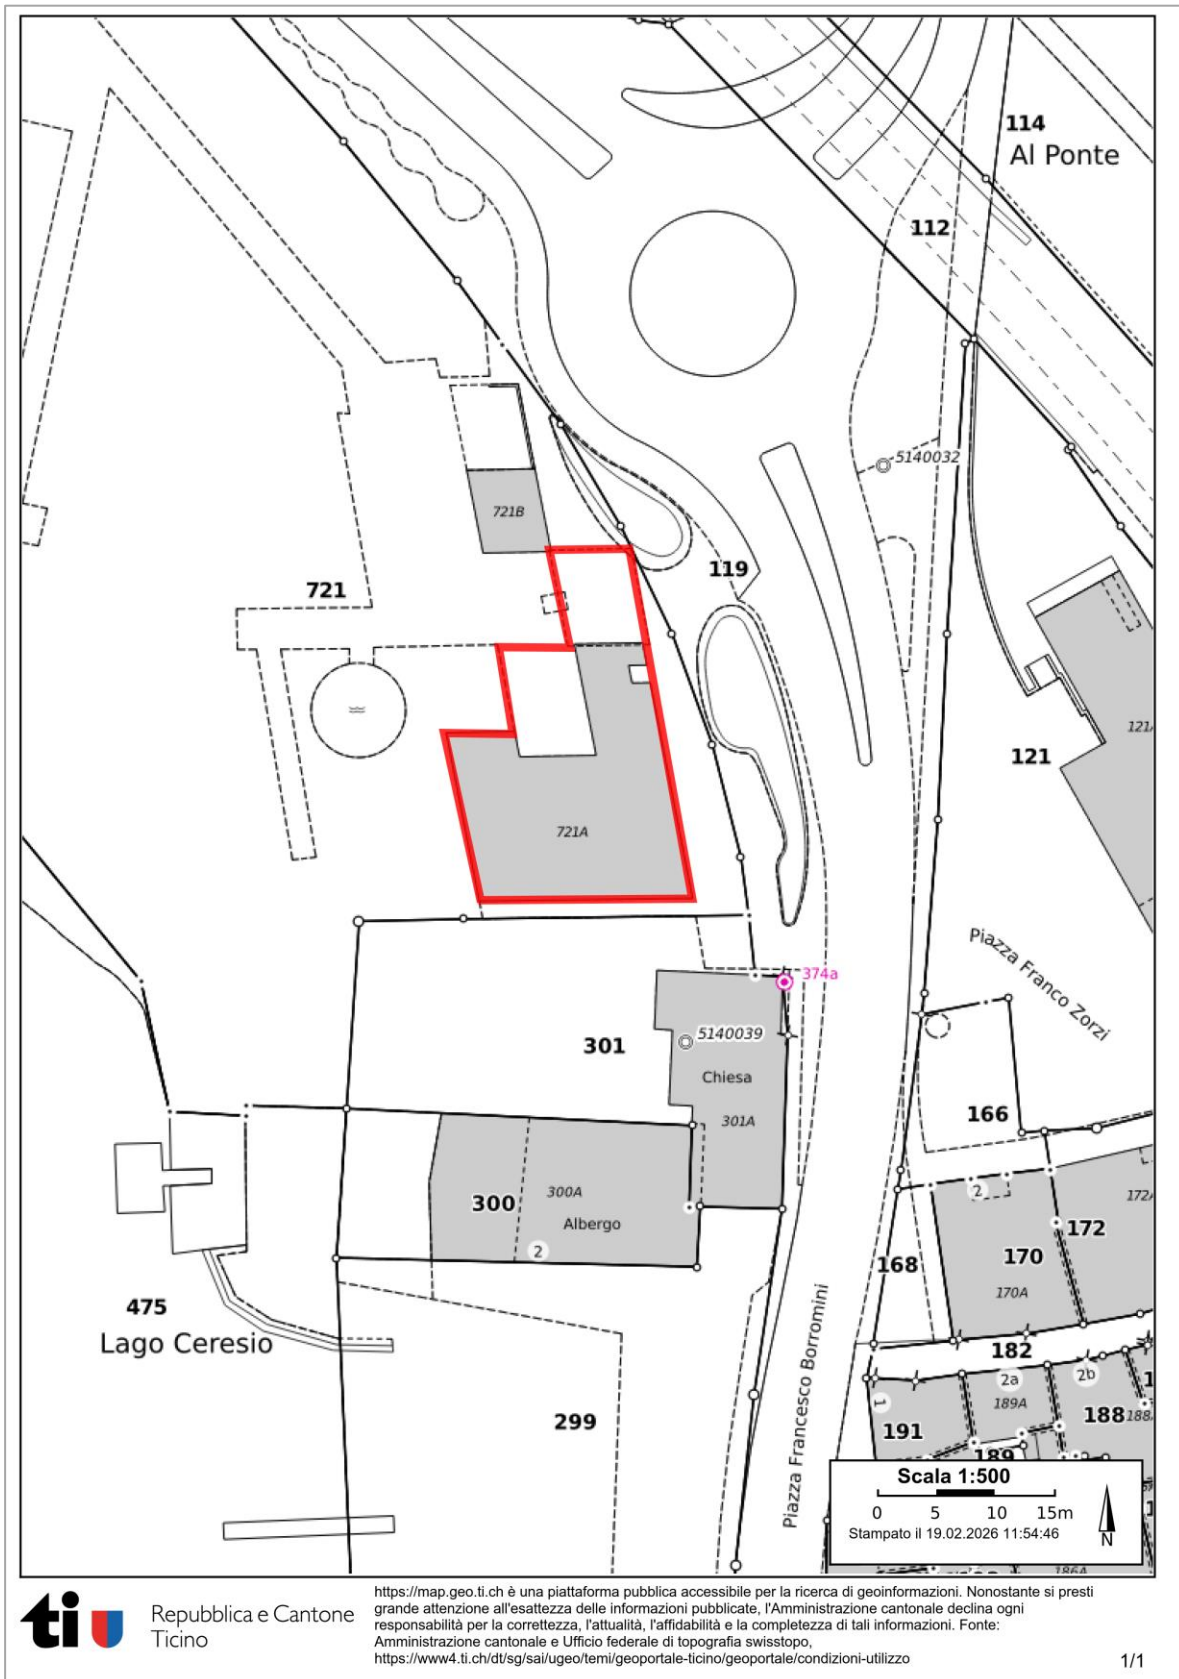 114
Al Ponte
112
5140032
721B
119
721
121A
121
721A
Piazza Franco Zorzi
374a
5140039
301
Chiesa
301A
166
300
300A
Albergo
2
2
172A
172
168
170
170A
475
Lago Ceresio
182
2a
2b
1
189A
191
188
188
189
299
Piazza Francesco Borromini
Scala 1:500
0 5 10 15m
Stampato il 19.02.2026 11:54:46
N
186A
ti
Repubblica e Cantone
Ticino
https://map.geo.ti.ch è una piattaforma pubblica accessibile per la ricerca di geoinformazioni. Nonostante si presti
grande attenzione all'esattezza delle informazioni pubblicate, l'Amministrazione cantonale declina ogni
responsabilità per la correttezza, l'attualità, l'affidabilità e la completezza di tali informazioni. Fonte:
Amministrazione cantonale e Ufficio federale di topografia swisstopo,
https://www4.ti.ch/dt/sg/sai/ugeo/temi/geoportale-ticino/geoportale/condizioni-utilizzo
1/1